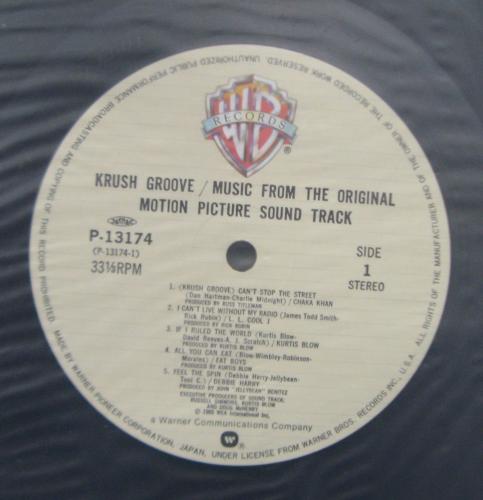 UNAUTHORIZED PUBLIC PERFORMANCE BROADCASTING AND COPYING OF THIS RECORD PROHIBITED. MADE BY WARNER PIONEER CORPORATION, JAPAN, UNDER LICENSE FROM WARNER BROS. RECORDS INC., U.S.A. ALL RIGHTS OF THE MANUFACTURER AND OF THE OWNER OF THE RECORDED WORK RESERVED.
WB
RECORDS
®
KRUSH GROOVE / MUSIC FROM THE ORIGINAL
MOTION PICTURE SOUND TRACK
P-13174
(P-13174-1)
33⅓RPM
SIDE
1
STEREO
1. (KRUSH GROOVE) CAN'T STOP THE STREET
(Dan Hartman-Charlie Midnight) / CHAKA KHAN
PRODUCED BY RUSS TITLEMAN
2. I CAN'T LIVE WITHOUT MY RADIO (James Todd Smith-
Rick Rubin) / L. L. COOL J
PRODUCED BY RICK RUBIN
3. IF I RULED THE WORLD (Kurtis Blow-
David Reeves-A. J. Scratch) / KURTIS BLOW
PRODUCED BY KURTIS BLOW
4. ALL YOU CAN EAT (Blow-Wimbley-Robinson-
Morales) / FAT BOYS
PRODUCED BY KURTIS BLOW
5. FEEL THE SPIN (Debbie Harry-Jellybean-
Tool C.) / DEBBIE HARRY
PRODUCED BY JOHN "JELLYBEAN" BENITEZ
EXECUTIVE PRODUCERS OF SOUND TRACK:
RUSSELL SIMMONS, KURTIS BLOW
AND DOUG McHENRY
℗ 1985 WEA International Inc.
a Warner Communications Company
W
®